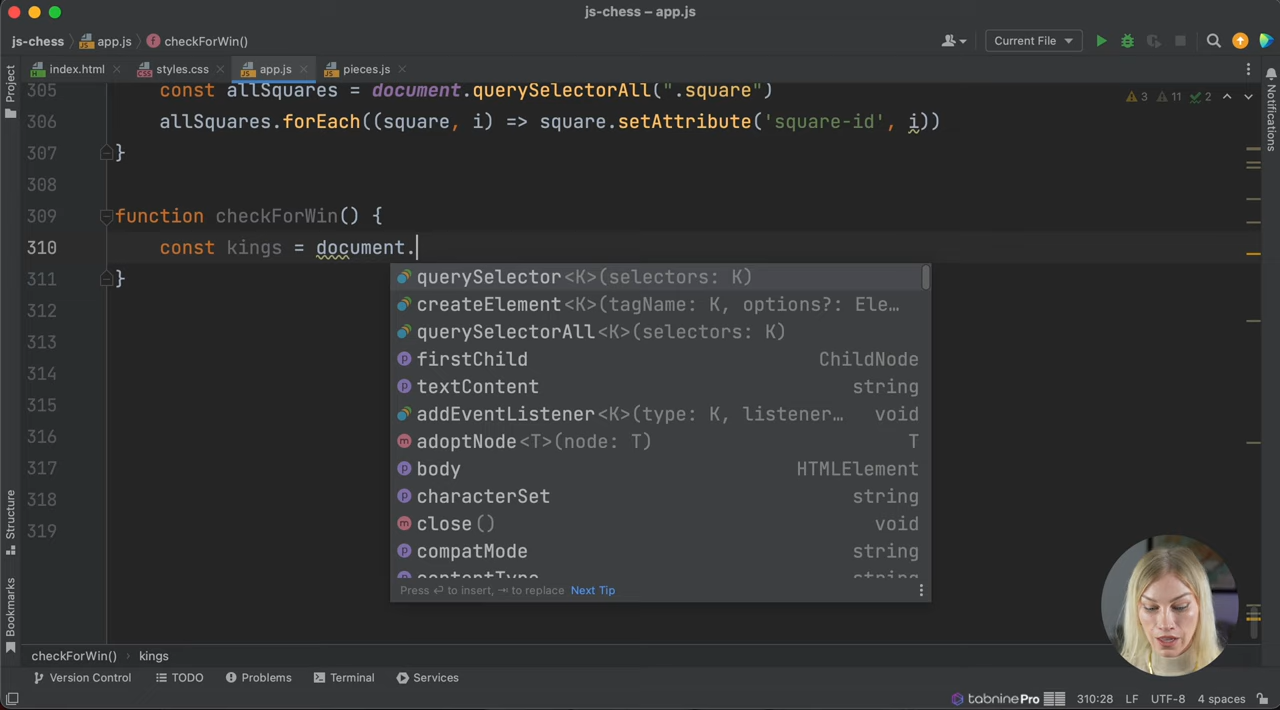 js-chess – app.js
js-chess
app.js
checkForWin()
Current File
index.html
styles.css
app.js
pieces.js
Project
Notifications
3
11
2
305 const allSquares = document.querySelectorAll(".square")
306 allSquares.forEach((square, i) => square.setAttribute('square-id', i))
307 }
308
309 function checkForWin() {
310 const kings = document.
311 }
312
313
314
315
316
317
318
319
querySelector<K>(selectors: K)
createElement<K>(tagName: K, options?: Ele…
querySelectorAll<K>(selectors: K)
firstChild ChildNode
textContent string
addEventListener<K>(type: K, listener… void
adoptNode<T>(node: T) T
body HTMLElement
characterSet string
close() void
compatMode string
contentType string
Press ⏎ to insert, ⇥ to replace Next Tip
Structure
Bookmarks
checkForWin() › kings
Version Control
TODO
Problems
Terminal
Services
tabninePro
310:28
LF
UTF-8
4 spaces